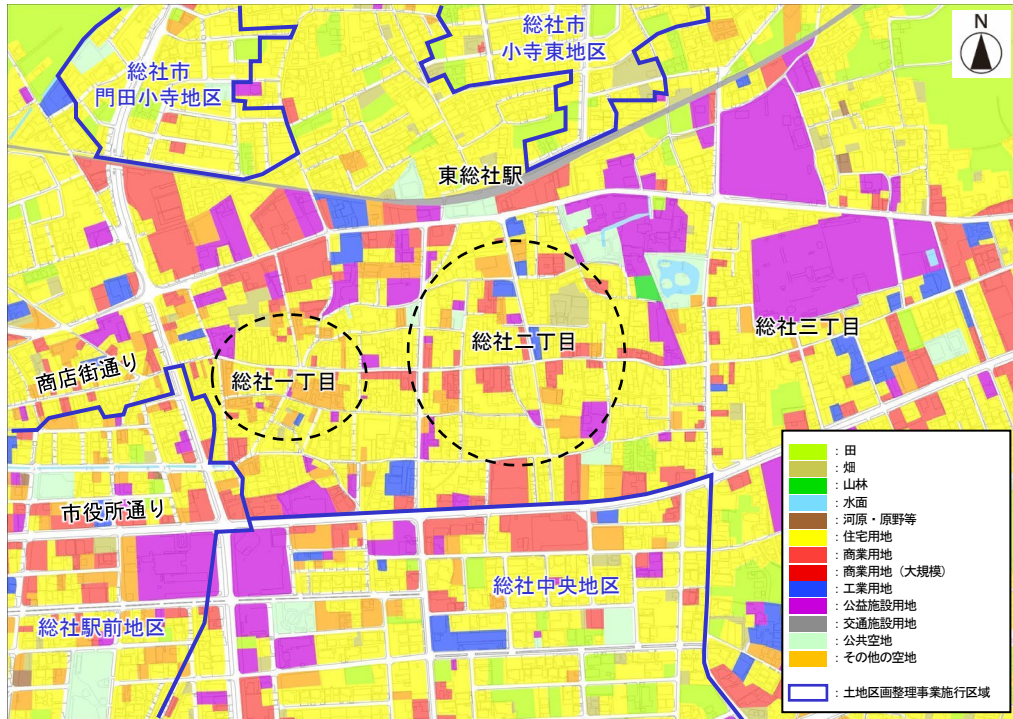 総社市
門田小寺地区
総社市
小寺東地区
N
東総社駅
総社二丁目
総社三丁目
商店街通り
総社一丁目
市役所通り
総社中央地区
総社駅前地区
：田
：畑
：山林
：水面
：河原・原野等
：住宅用地
：商業用地
：商業用地（大規模）
：工業用地
：公益施設用地
：交通施設用地
：公共空地
：その他の空地
：土地区画整理事業施行区域